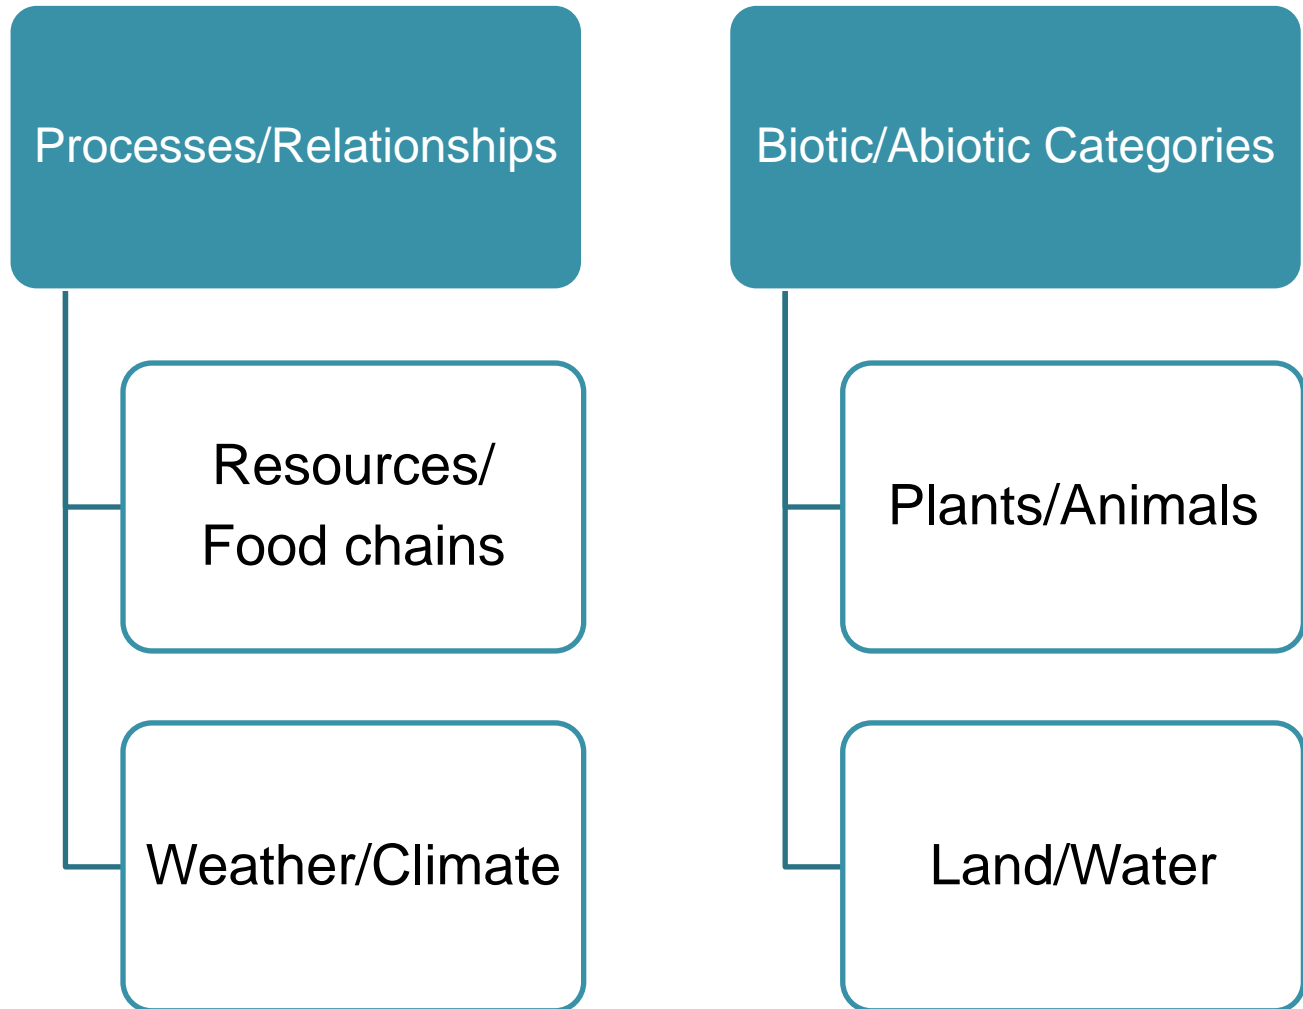 Processes/Relationships
Resources/
Food chains
Weather/Climate
Biotic/Abiotic Categories
Plants/Animals
Land/Water